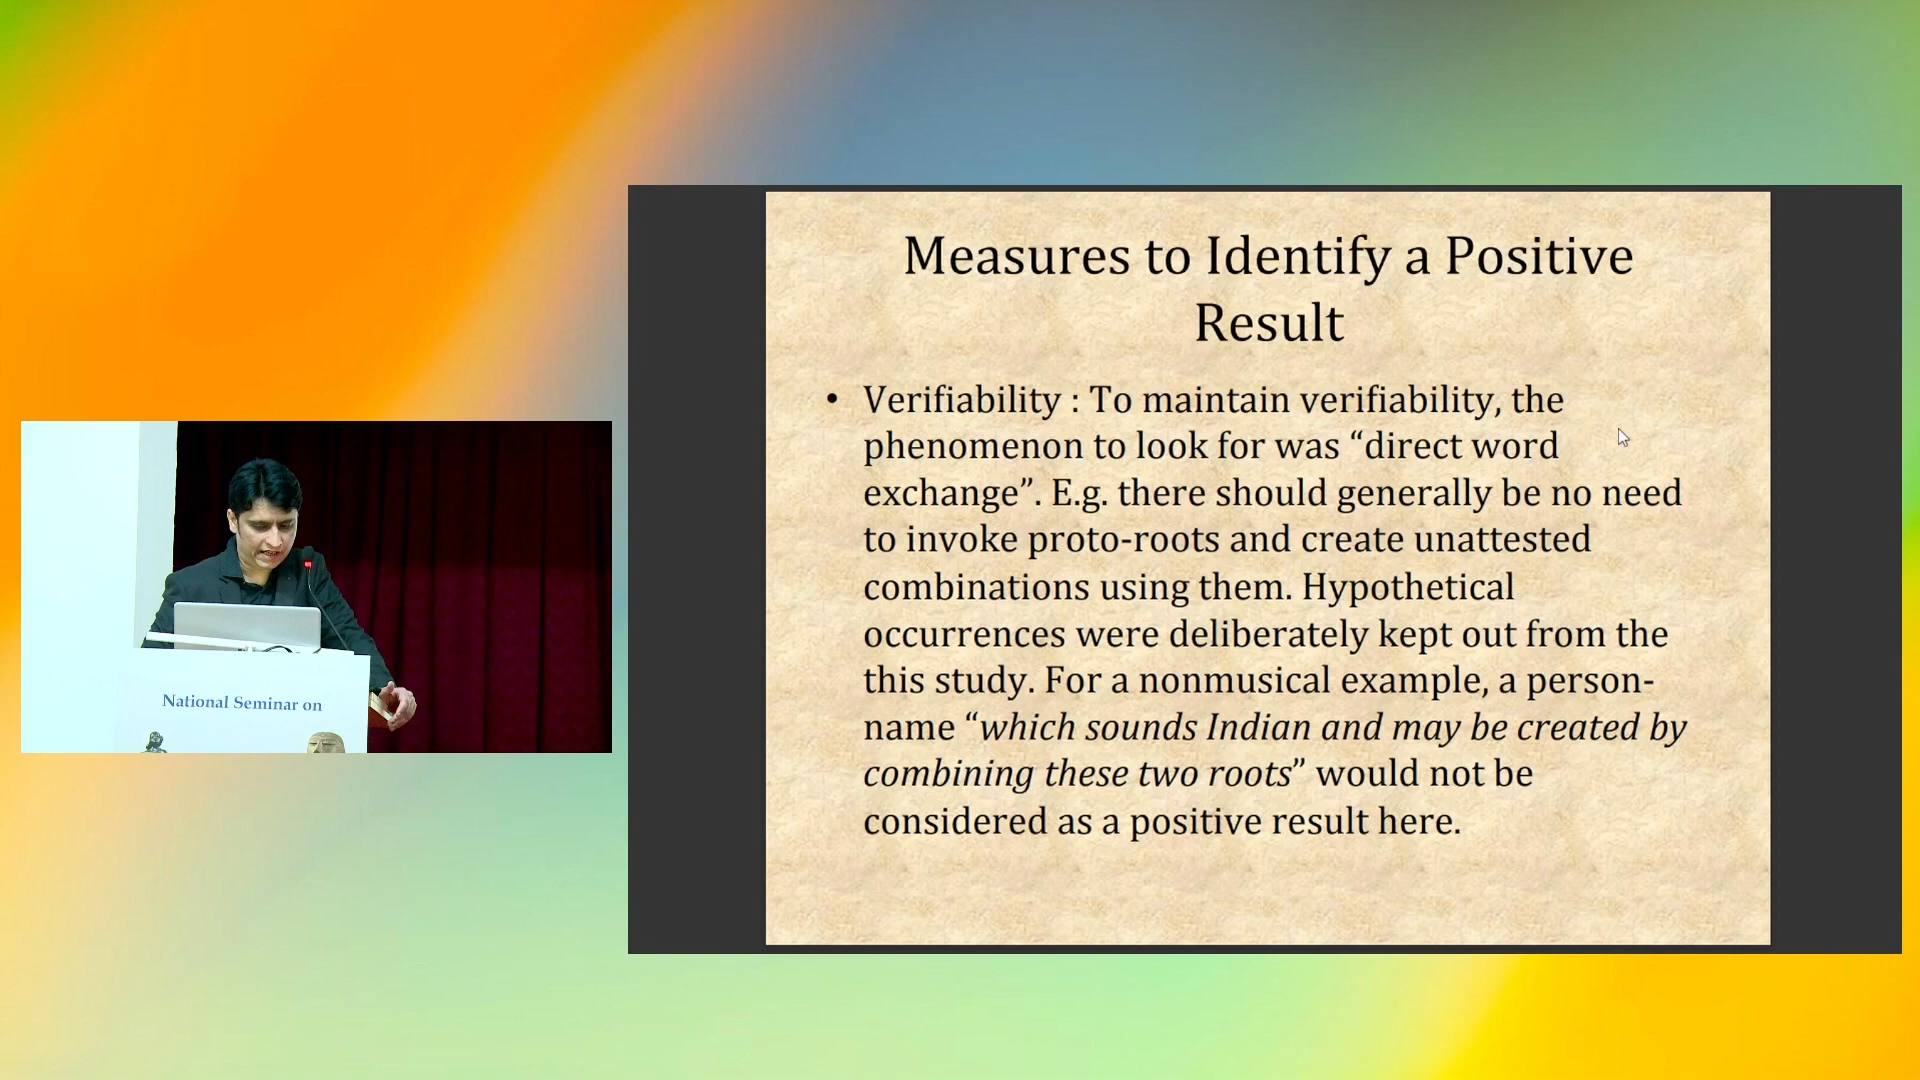 Measures to Identify a Positive
Result
• Verifiability : To maintain verifiability, the
phenomenon to look for was “direct word
exchange”. E.g. there should generally be no need
to invoke proto-roots and create unattested
combinations using them. Hypothetical
occurrences were deliberately kept out from the
this study. For a nonmusical example, a person-
name “which sounds Indian and may be created by
combining these two roots” would not be
considered as a positive result here.
National Seminar on